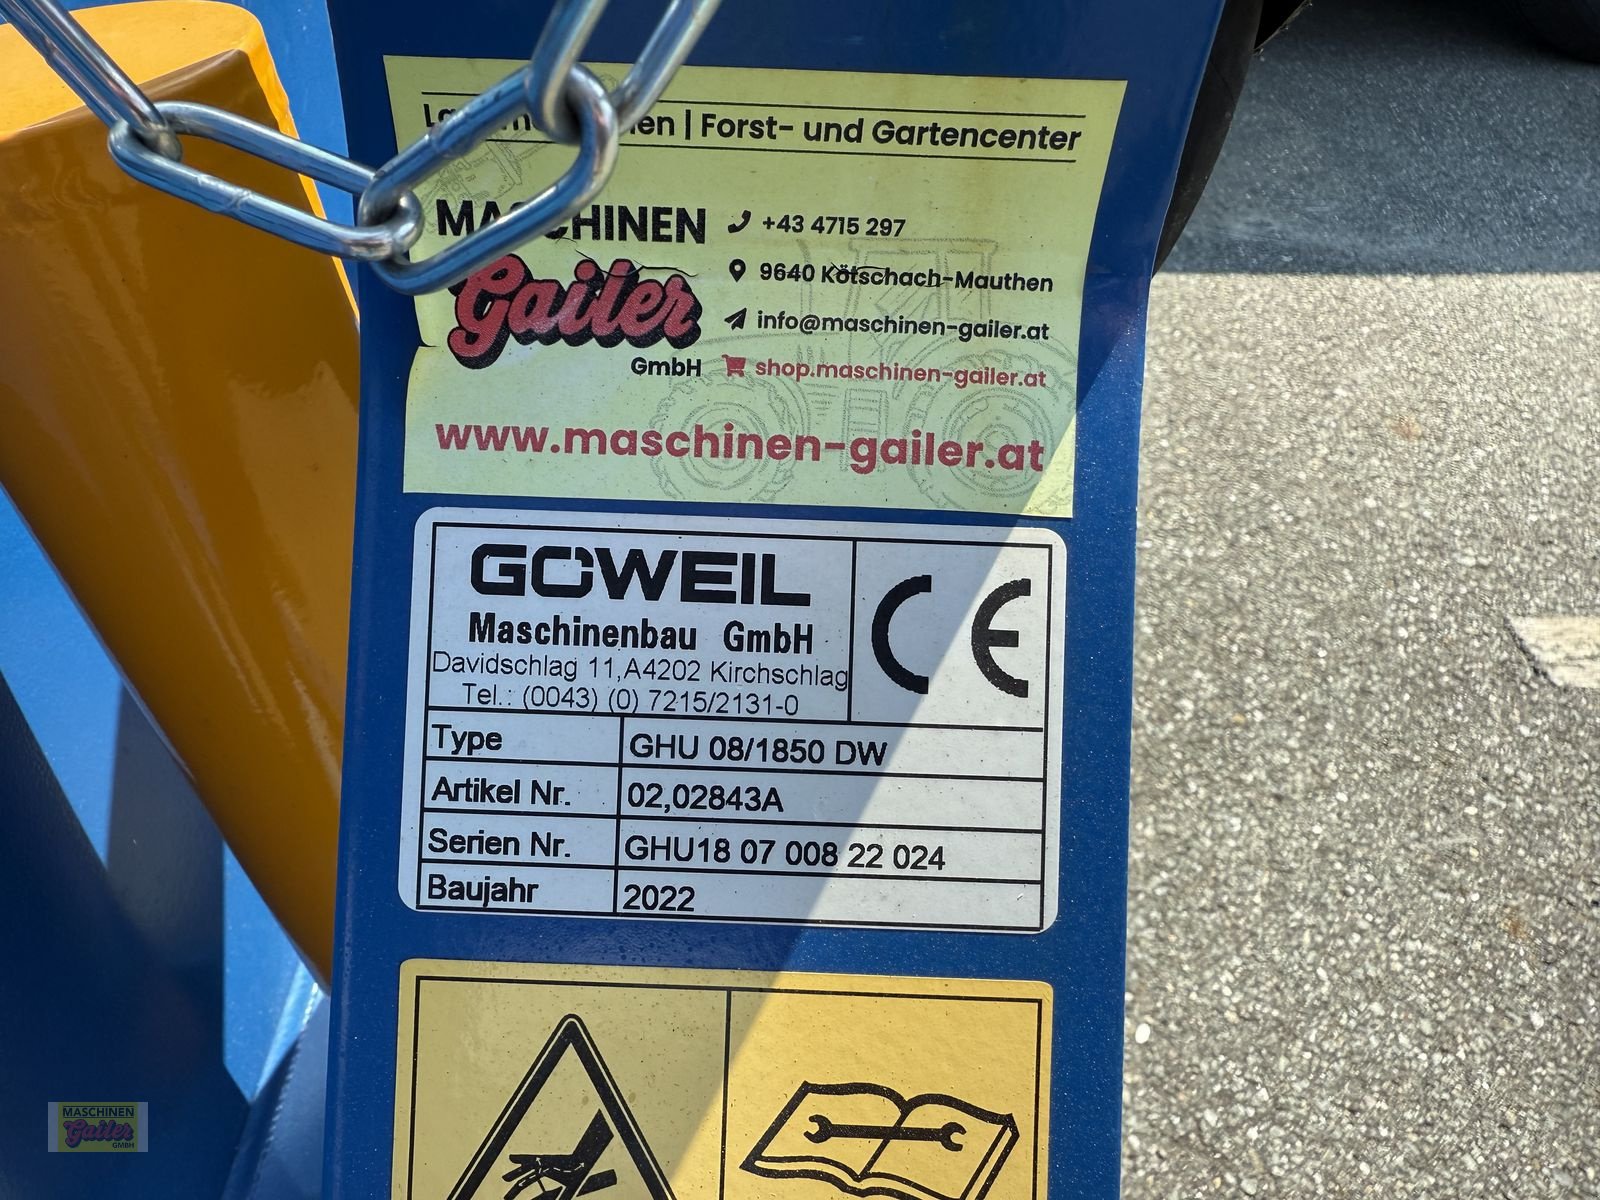 | Forst- und Gartencenter
MASCHINEN
Gailer
GmbH
+43 4715 297
9640 Kötschach-Mauthen
info@maschinen-gailer.at
shop.maschinen-gailer.at
www.maschinen-gailer.at
GÖWEIL
Maschinenbau GmbH
Davidschlag 11,A4202 Kirchschlag
Tel.: (0043) (0) 7215/2131-0
CE
Type GHU 08/1850 DW
Artikel Nr. 02,02843A
Serien Nr. GHU18 07 008 22 024
Baujahr 2022
MASCHINEN
Gailer
GMBH